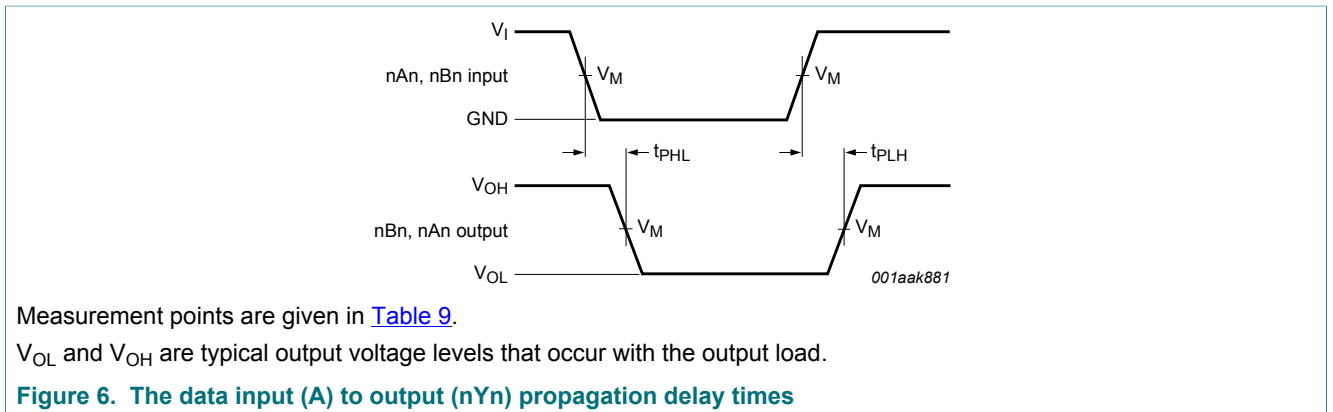 VI
nAn, nBn input
VM
VM
GND
tPHL
tPLH
VOH
nBn, nAn output
VM
VM
VOL
001aak881
Measurement points are given in Table 9.
VOL and VOH are typical output voltage levels that occur with the output load.
Figure 6. The data input (A) to output (nYn) propagation delay times